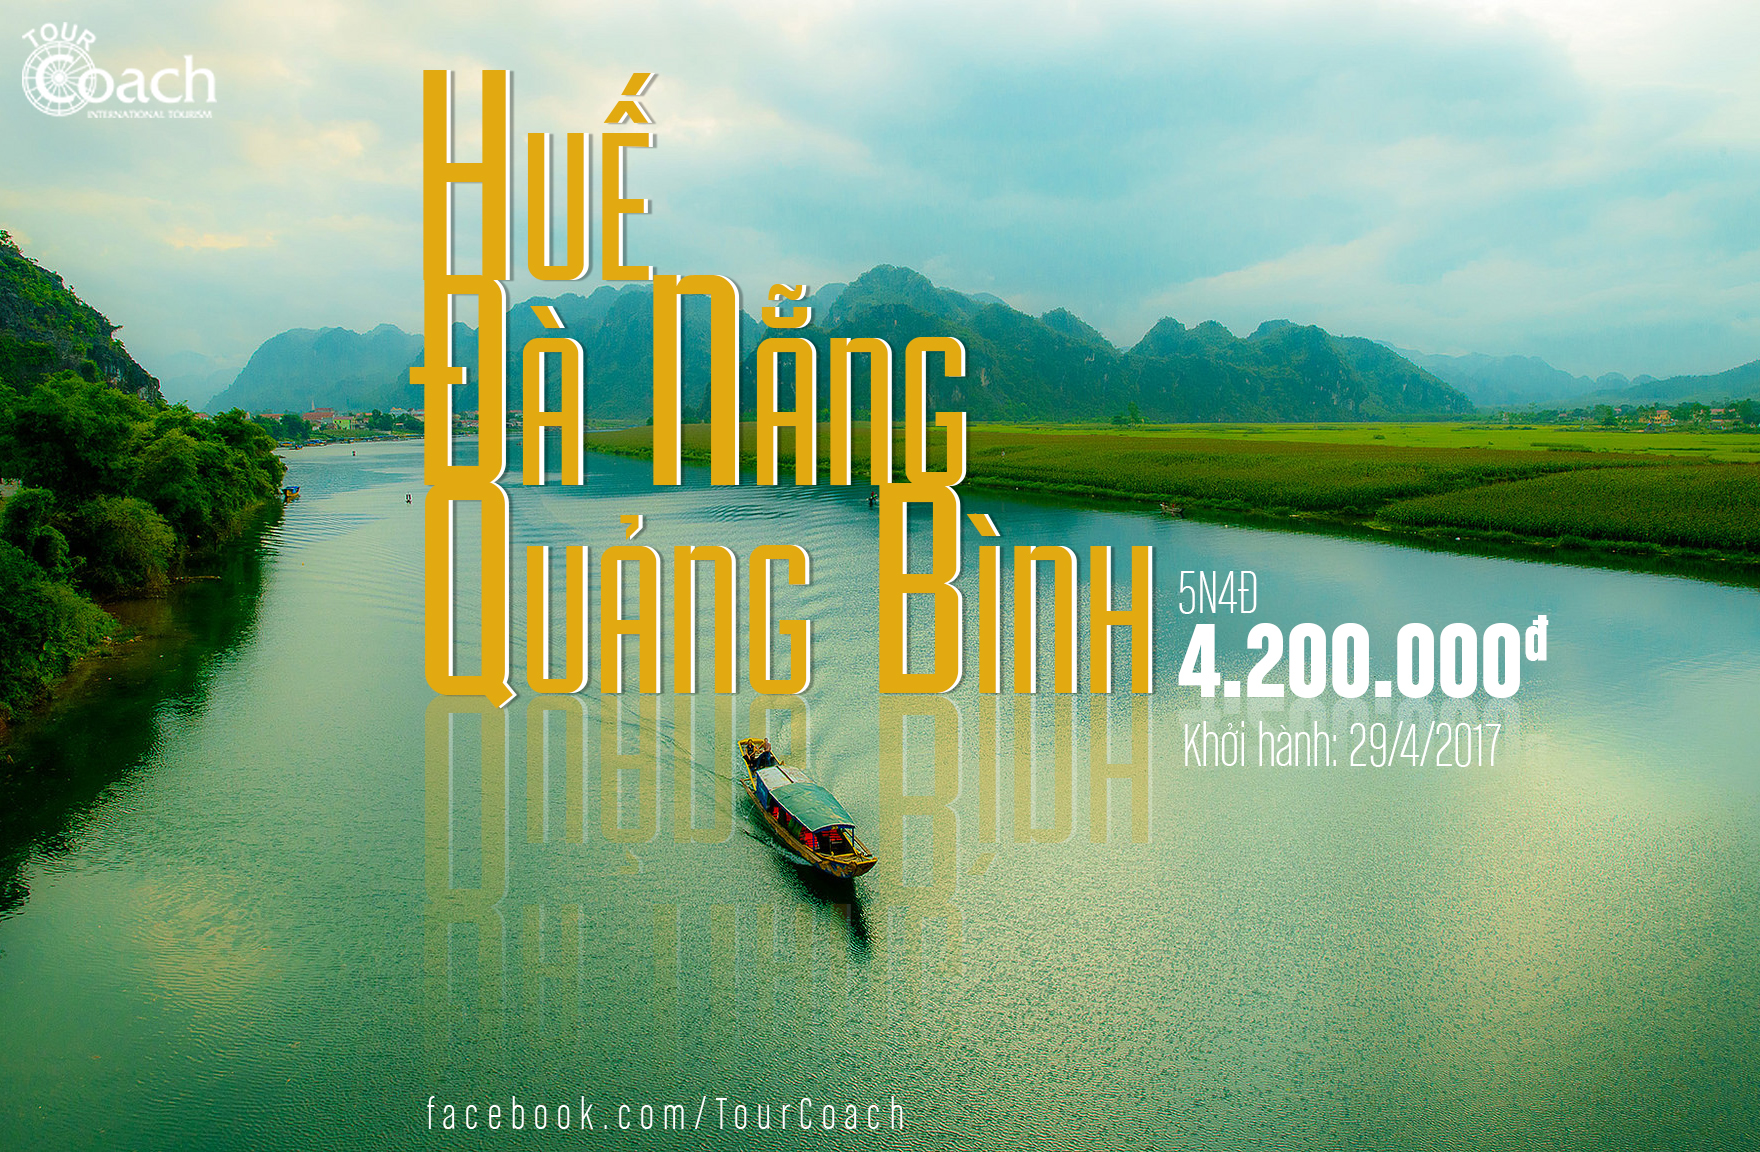 TOUR
Coach
INTERNATIONAL TOURISM
Huế
Đà Nẵng
Quảng Bình
5N4Đ
4.200.000đ
Khởi hành: 29/4/2017
facebook.com/TourCoach